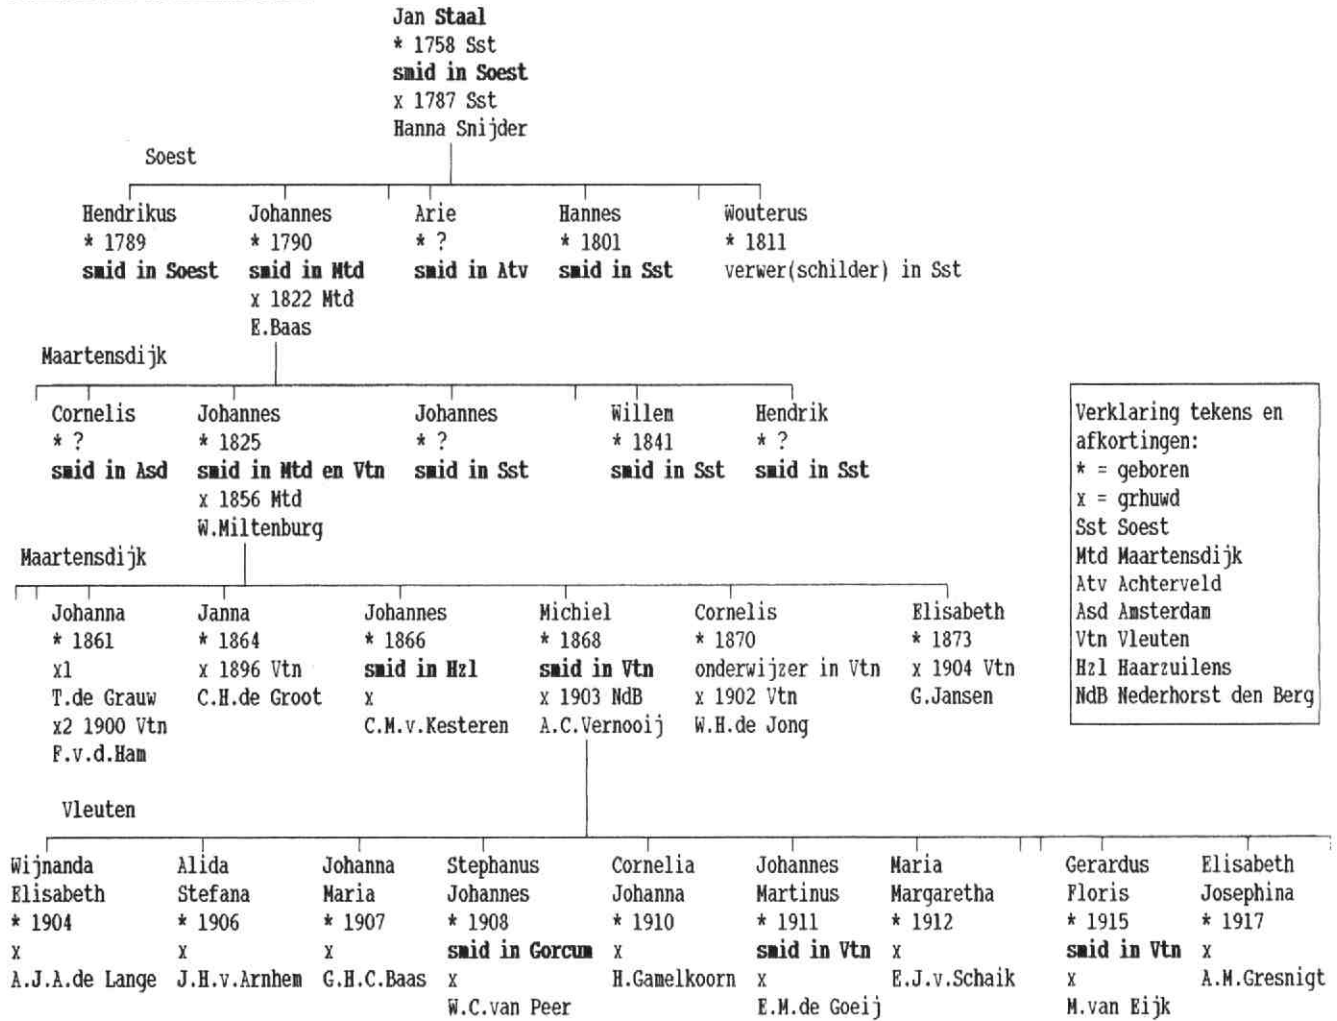 Jan Staal
* 1758 Sst
smid in Soest
x 1787 Sst
Hanna Snijder
Soest
Hendrikus Johannes Arie Hannes Wouterus
* 1789 * 1790 * ? * 1801 * 1811
smid in Soest smid in Mtd smid in Atv smid in Sst verwer(schilder) in Sst
x 1822 Mtd
E.Baas
Maartensdijk
Cornelis Johannes Johannes Willem Hendrik
* ? * 1825 * ? * 1841 * ?
smid in Asd smid in Mtd en Vtn smid in Sst smid in Sst smid in Sst
x 1856 Mtd
W.Miltenburg
Verklaring tekens en
afkortingen:
* = geboren
x = grhuwd
Sst Soest
Mtd Maartensdijk
Atv Achterveld
Asd Amsterdam
Vtn Vleuten
Hzl Haarzuilens
NdB Nederhorst den Berg
Maartensdijk
Johanna Janna Johannes Michiel Cornelis Elisabeth
* 1861 * 1864 * 1866 * 1868 * 1870 * 1873
x1 x 1896 Vtn smid in Hzl smid in Vtn onderwijzer in Vtn x 1904 Vtn
T.de Grauw C.H.de Groot x x 1903 NdB x 1902 Vtn G.Jansen
x2 1900 Vtn C.M.v.Kesteren A.C.Vernooij W.H.de Jong
F.v.d.Ham
Vleuten
Wijnanda Alida Johanna Stephanus Cornelia Johannes Maria Gerardus Elisabeth
Elisabeth Stefana Maria Johannes Johanna Martinus Margaretha Floris Josephina
* 1904 * 1906 * 1907 * 1908 * 1910 * 1911 * 1912 * 1915 * 1917
x x x smid in Gorcum x smid in Vtn x smid in Vtn x
A.J.A.de Lange J.H.v.Arnhem G.H.C.Baas x H.Gamelkoorn x E.J.v.Schaik x A.M.Gresnigt
W.C.van Peer E.M.de Goeij M.van Eijk